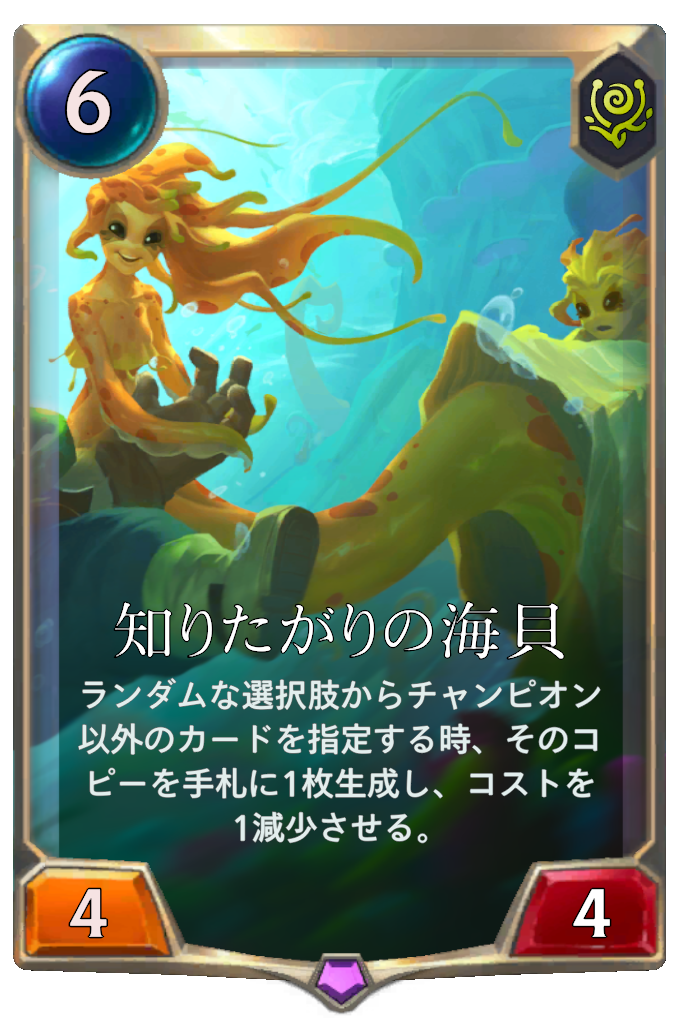 6
知りたがりの海貝
ランダムな選択肢からチャンピオン
以外のカードを指定する時、そのコ
ピーを手札に1枚生成し、コストを
1減少させる。
4
4